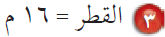 ٣ القطر = ١٦ م